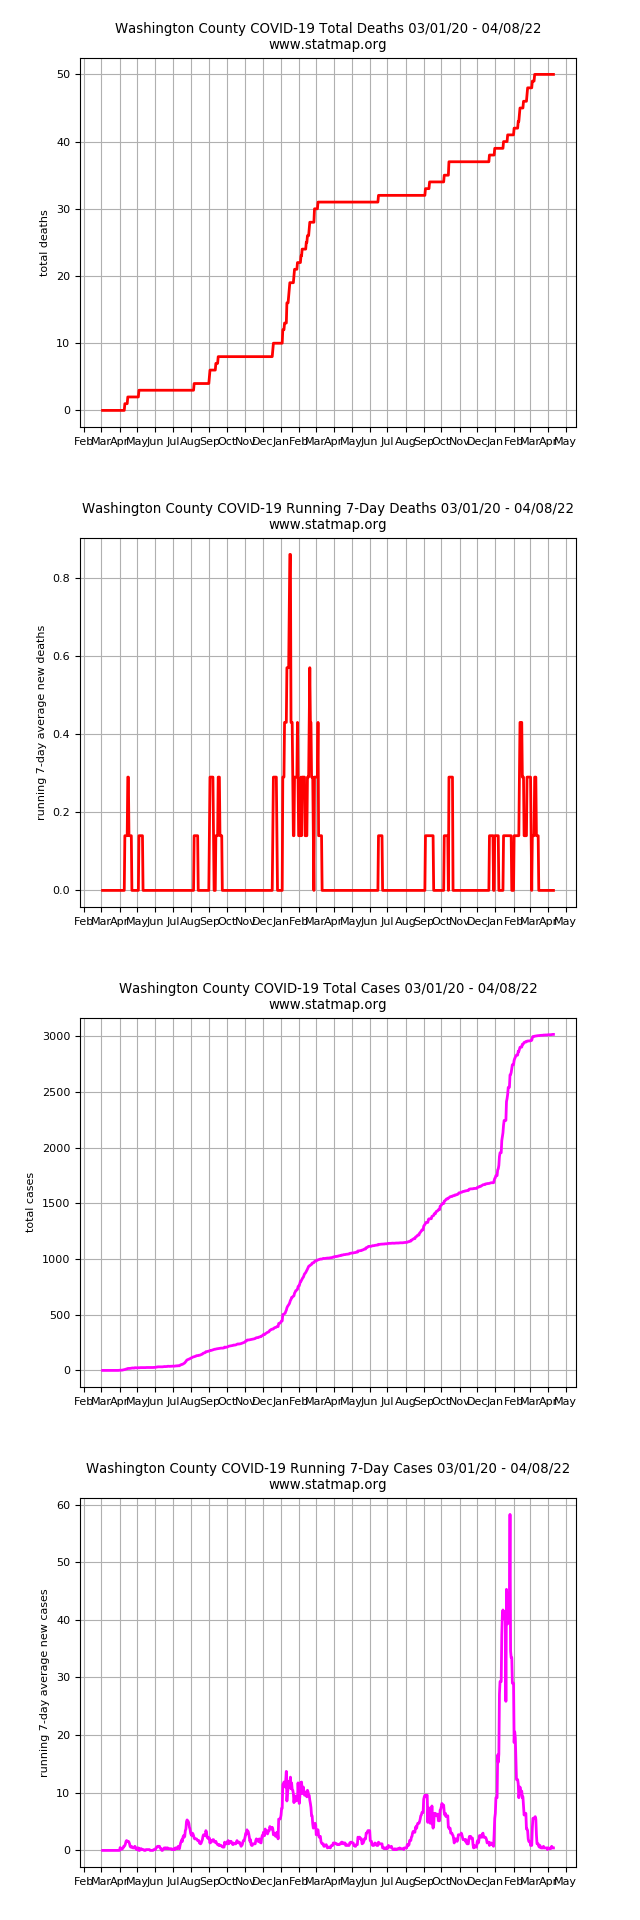 Washington County COVID-19 Total Deaths 03/01/20 - 04/08/22
www.statmap.org
50
40
30
20
10
0
total deaths
Feb Mar Apr May Jun Jul Aug Sep Oct Nov Dec Jan Feb Mar Apr May Jun Jul Aug Sep Oct Nov Dec Jan Feb Mar Apr May
Washington County COVID-19 Running 7-Day Deaths 03/01/20 - 04/08/22
www.statmap.org
0.8
0.6
0.4
0.2
0.0
running 7-day average new deaths
Feb Mar Apr May Jun Jul Aug Sep Oct Nov Dec Jan Feb Mar Apr May Jun Jul Aug Sep Oct Nov Dec Jan Feb Mar Apr May
Washington County COVID-19 Total Cases 03/01/20 - 04/08/22
www.statmap.org
3000
2500
2000
1500
1000
500
0
total cases
Feb Mar Apr May Jun Jul Aug Sep Oct Nov Dec Jan Feb Mar Apr May Jun Jul Aug Sep Oct Nov Dec Jan Feb Mar Apr May
Washington County COVID-19 Running 7-Day Cases 03/01/20 - 04/08/22
www.statmap.org
60
50
40
30
20
10
0
running 7-day average new cases
Feb Mar Apr May Jun Jul Aug Sep Oct Nov Dec Jan Feb Mar Apr May Jun Jul Aug Sep Oct Nov Dec Jan Feb Mar Apr May